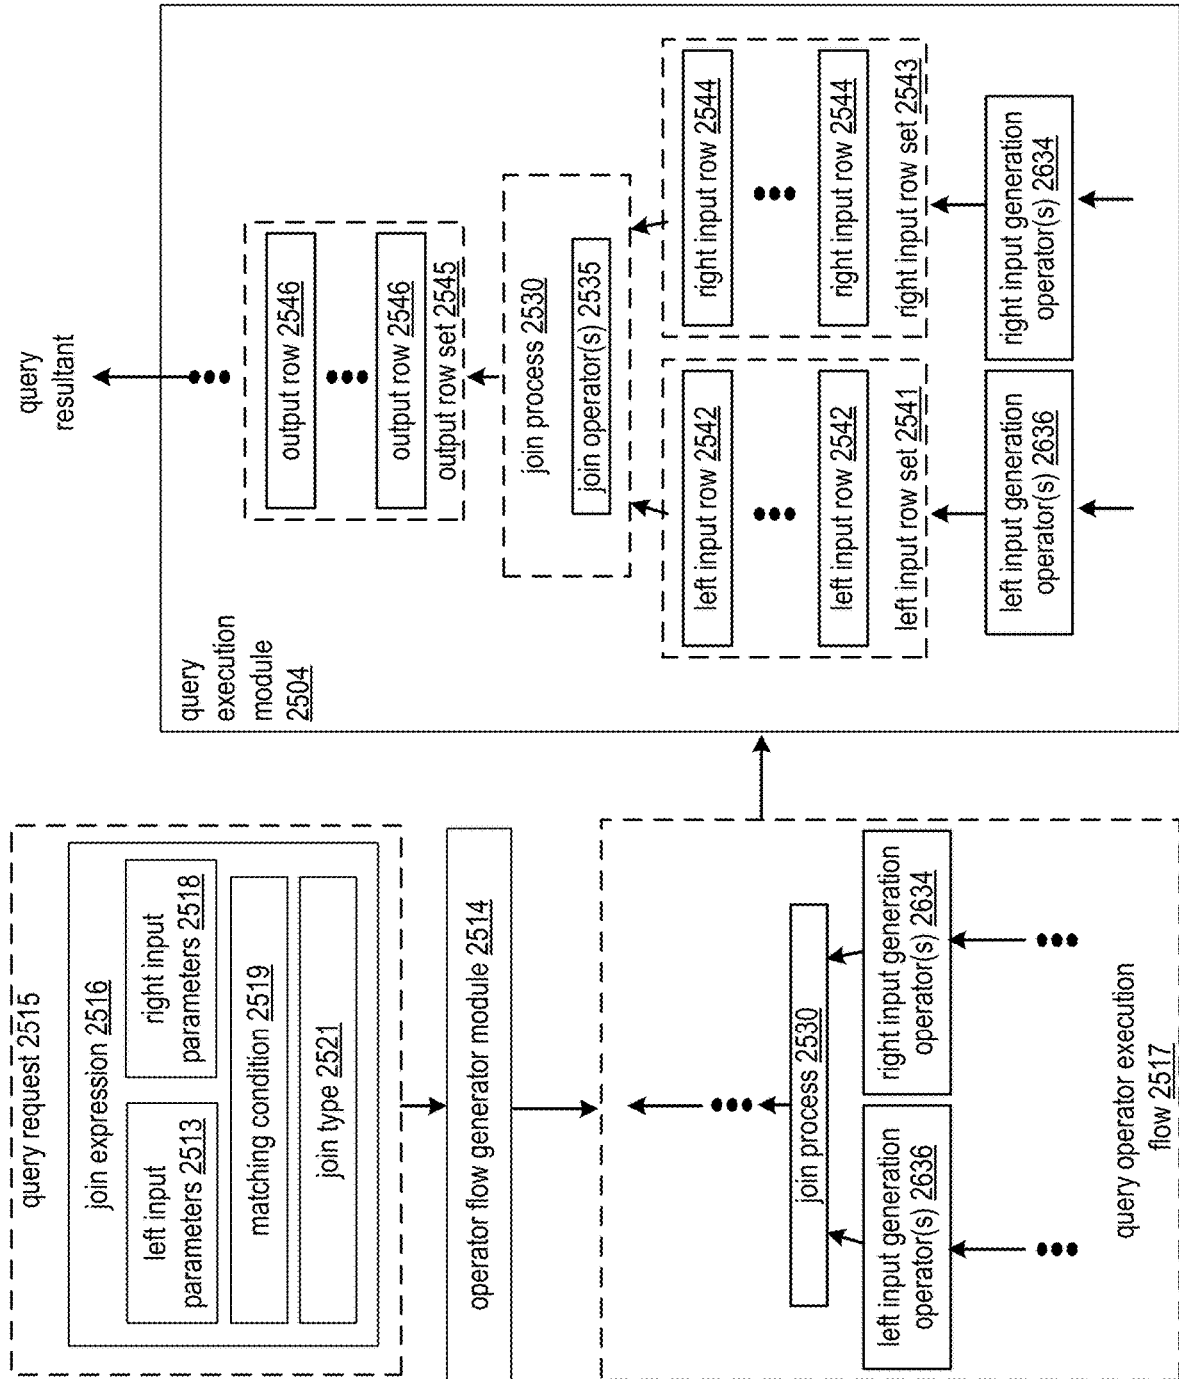 query request 2515
join expression 2516
left input
parameters 2513
right input
parameters 2518
matching condition 2519
join type 2521
operator flow generator module 2514
join process 2530
left input generation
operator(s) 2636
right input generation
operator(s) 2634
query operator execution
flow 2517
query
resultant
query
execution
module
2504
output row 2546
output row 2546
output row set 2545
join process 2530
join operator(s) 2535
left input row 2542
left input row 2542
left input row set 2541
right input row 2544
right input row 2544
right input row set 2543
left input generation
operator(s) 2636
right input generation
operator(s) 2634